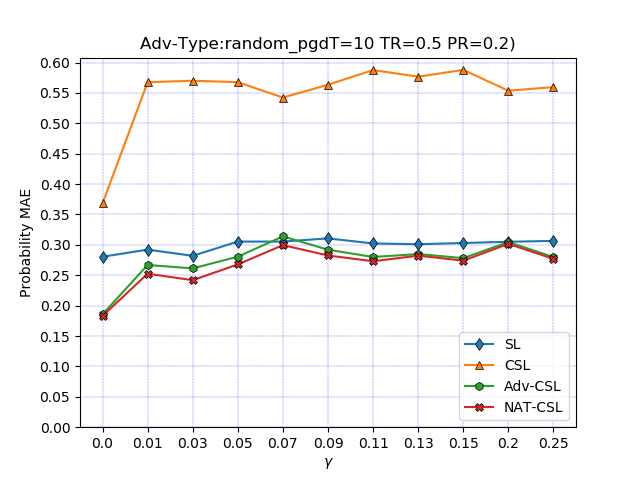 Adv-Type:random_pgdT=10 TR=0.5 PR=0.2)
0.60
0.55
0.50
0.45
0.40
0.35
0.30
0.25
0.20
0.15
0.10
0.05
0.00
Probability MAE
SL
CSL
Adv-CSL
NAT-CSL
0.0 0.01 0.03 0.05 0.07 0.09 0.11 0.13 0.15 0.2 0.25
γ